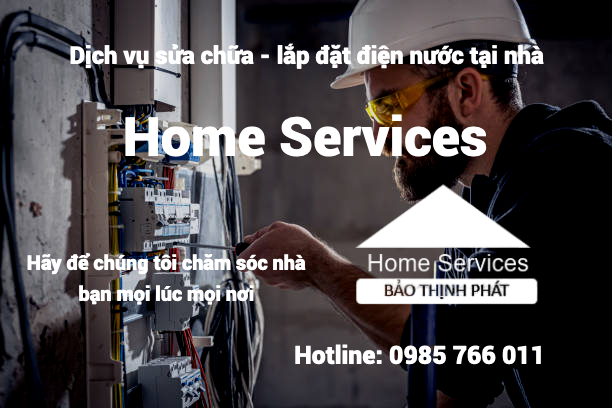 Dịch vụ sửa chữa - lắp đặt điện nước tại nhà
Home Services
Hãy để chúng tôi chăm sóc nhà
bạn mọi lúc mọi nơi
Home Services
BẢO THỊNH PHÁT
Hotline: 0985 766 011